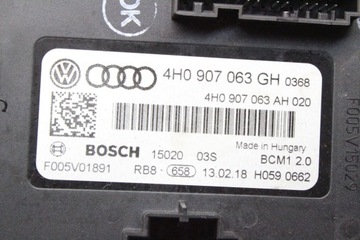 OK
4H0 907 063 GH 0368
4H0 907 063 AH 020
Made in Hungary
BOSCH 15020 03S BCM1 2.0
F005V01891 RB8- 658 13.02.18 H059 0662